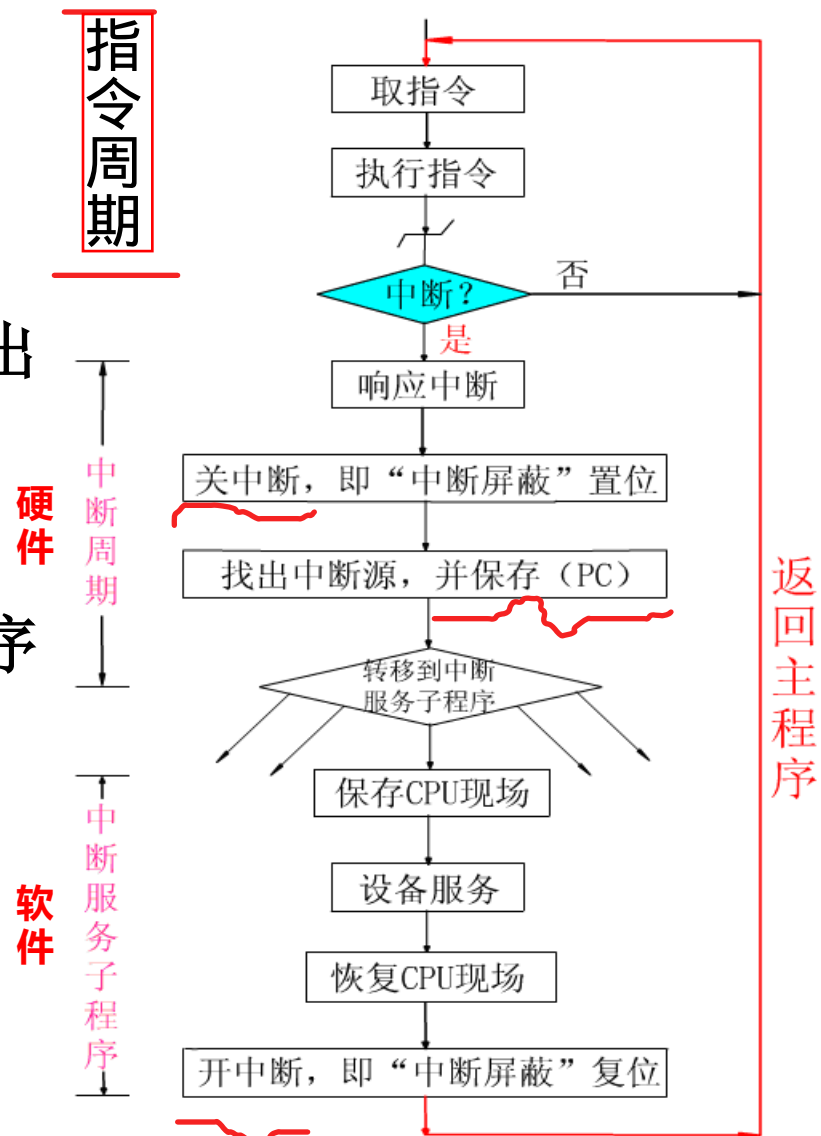 指令周期
取指令
执行指令
中断？
否
是
出
响应中断
关中断，即“中断屏蔽”置位
中断周期
硬件
找出中断源，并保存（PC）
序
转移到中断
服务子程序
返回主程序
保存CPU现场
中断服务子程序
软件
设备服务
恢复CPU现场
开中断，即“中断屏蔽”复位